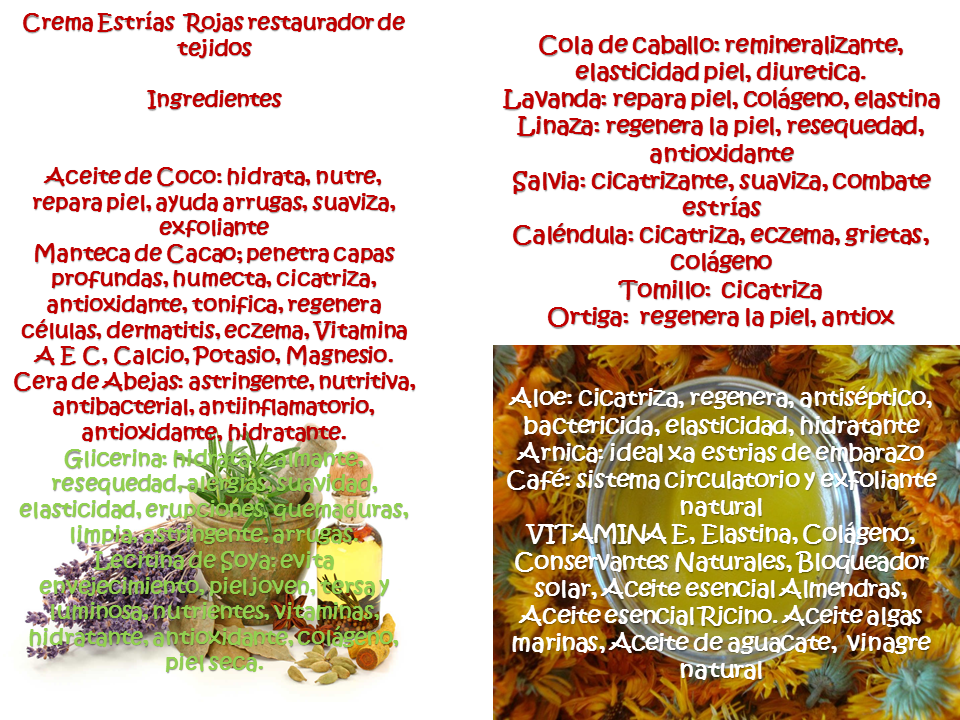 Crema Estrías Rojas restaurador de
tejidos
Ingredientes
Aceite de Coco: hidrata, nutre,
repara piel, ayuda arrugas, suaviza,
exfoliante
Manteca de Cacao; penetra capas
profundas, humecta, cicatriza,
antioxidante, tonifica, regenera
células, dermatitis, eczema, Vitamina
A E C, Calcio, Potasio, Magnesio.
Cera de Abejas: astringente, nutritiva,
antibacterial, antiinflamatorio,
antioxidante, hidratante.
Glicerina: hidrata, calmante,
resequedad, alergias, suavidad,
elasticidad, erupciones, quemaduras,
limpia, astringente, arrugas.
Lecitina de Soya: evita
envejecimiento, piel joven, tersa y
luminosa, nutrientes, vitaminas,
hidratante, antioxidante, colágeno,
piel seca.
Cola de caballo: remineralizante,
elasticidad piel, diuretica.
Lavanda: repara piel, colágeno, elastina
Linaza: regenera la piel, resequedad,
antioxidante
Salvia: cicatrizante, suaviza, combate
estrías
Caléndula: cicatriza, eczema, grietas,
colágeno
Tomillo: cicatriza
Ortiga: regenera la piel, antiox
Aloe: cicatriza, regenera, antiséptico,
bactericida, elasticidad, hidratante
Arnica: ideal xa estrias de embarazo
Café: sistema circulatorio y exfoliante
natural
VITAMINA E, Elastina, Colágeno,
Conservantes Naturales, Bloqueador
solar, Aceite esencial Almendras,
Aceite esencial Ricino. Aceite algas
marinas, Aceite de aguacate, vinagre
natural